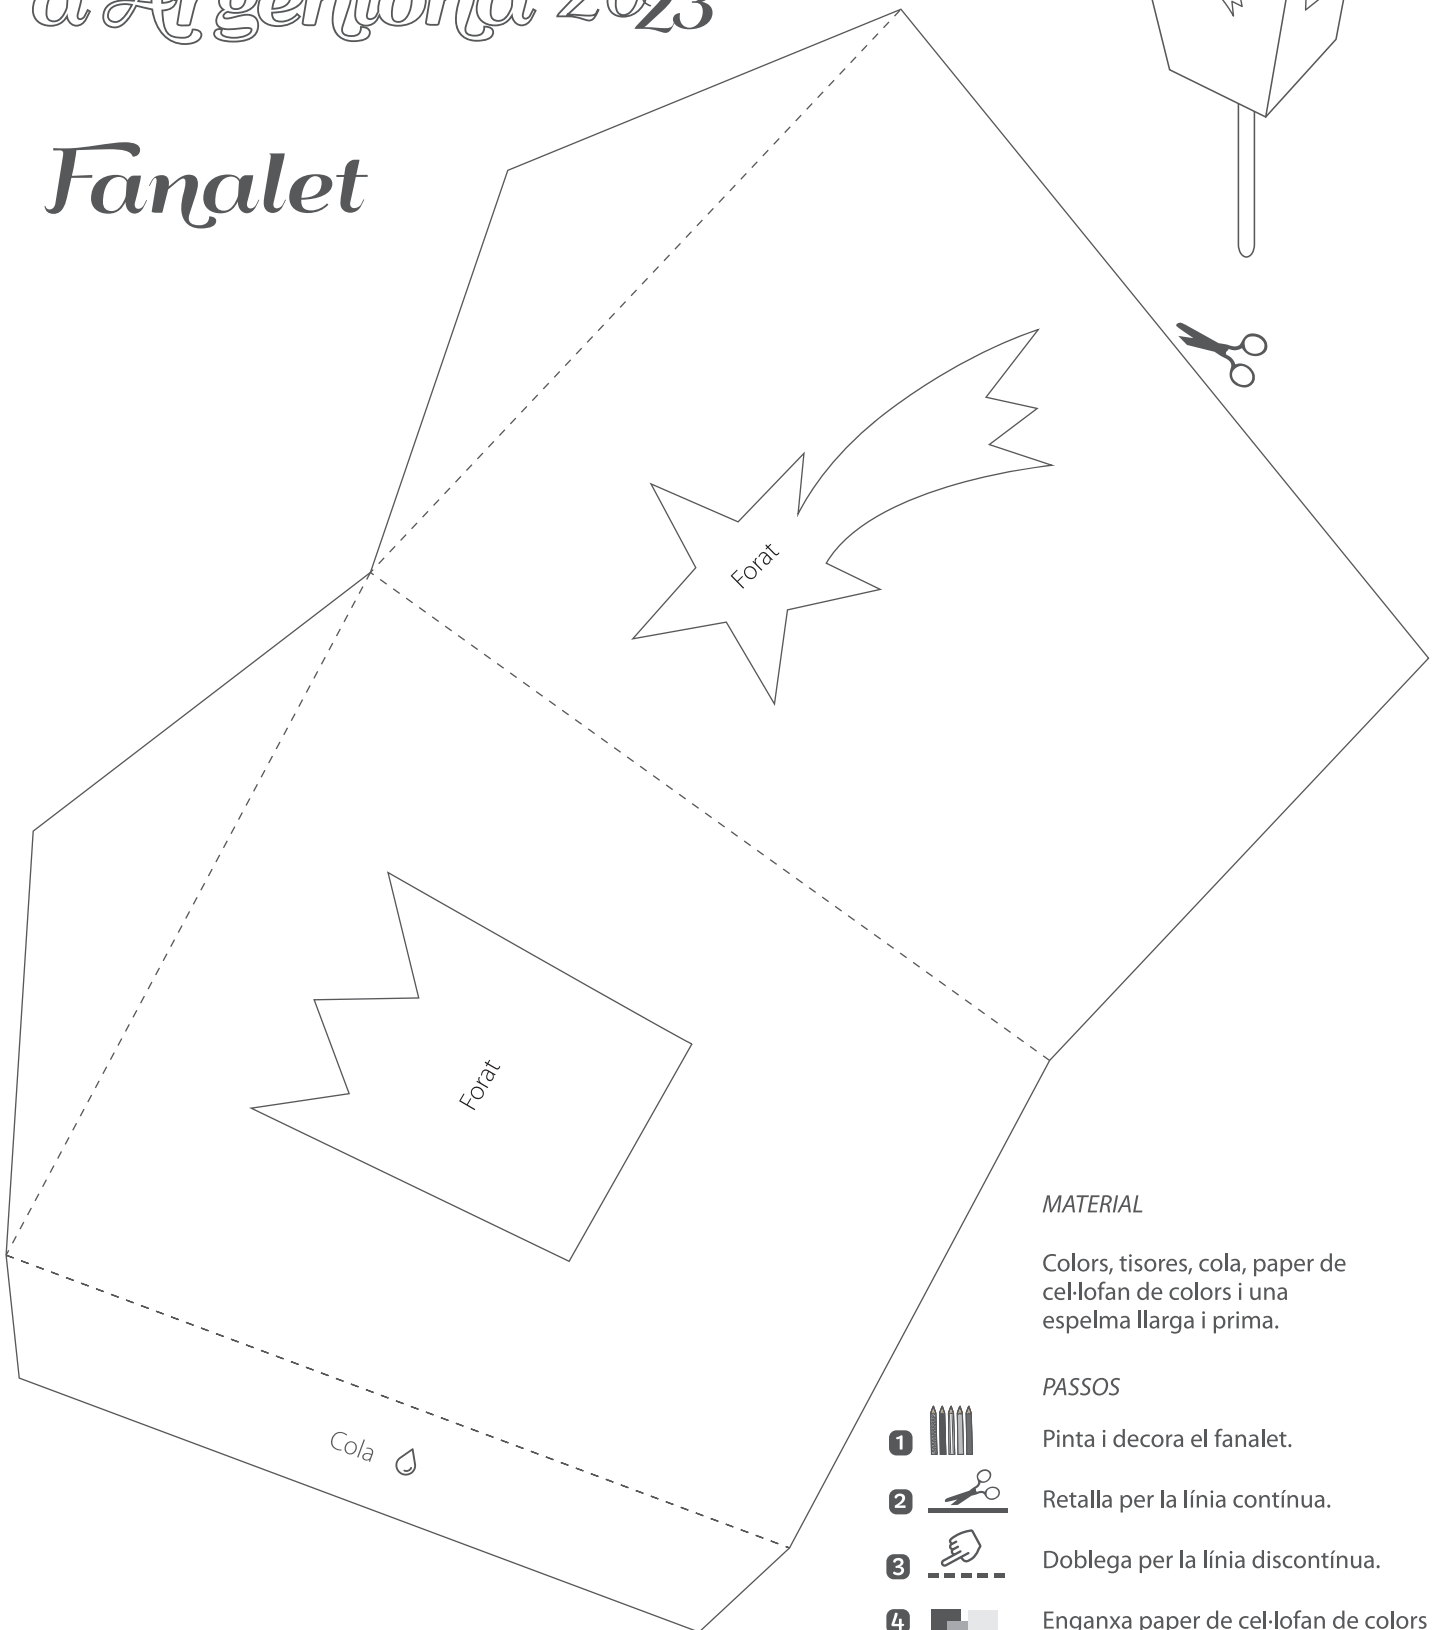 d'Argentona 2023
Fanalet
Forat
Forat
Cola
MATERIAL
Colors, tisores, cola, paper de
cel·lofan de colors i una
espelma llarga i prima.
PASSOS
1 Pinta i decora el fanalet.
2 Retalla per la línia contínua.
3 Doblega per la línia discontínua.
4 Enganxa paper de cel·lofan de colors